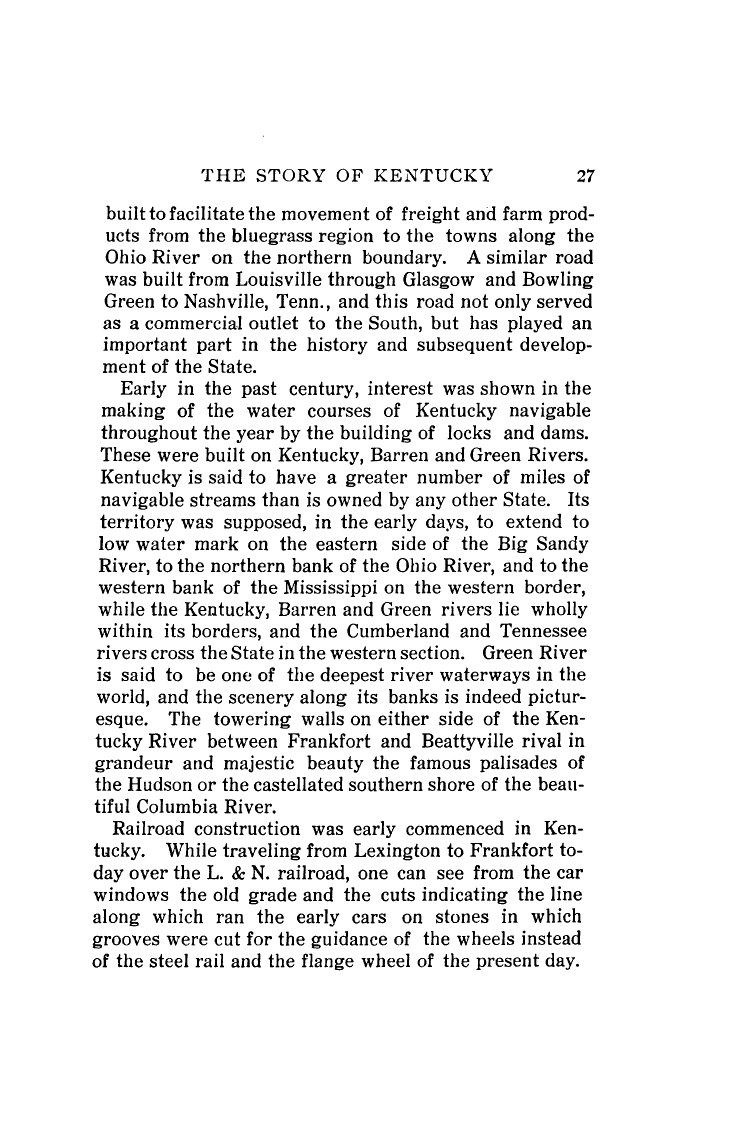 THE STORY OF KENTUCKY 27
built to facilitate the movement of freight and farm prod-
ucts from the bluegrass region to the towns along the
Ohio River on the northern boundary. A similar road
was built from Louisville through Glasgow and Bowling
Green to Nashville, Tenn., and this road not only served
as a commercial outlet to the South, but has played an
important part in the history and subsequent develop-
ment of the State.
Early in the past century, interest was shown in the
making of the water courses of Kentucky navigable
throughout the year by the building of locks and dams.
These were built on Kentucky, Barren and Green Rivers.
Kentucky is said to have a greater number of miles of
navigable streams than is owned by any other State. Its
territory was supposed, in the early days, to extend to
low water mark on the eastern side of the Big Sandy
River, to the northern bank of the Ohio River, and to the
western bank of the Mississippi on the western border,
while the Kentucky, Barren and Green rivers lie wholly
within its borders, and the Cumberland and Tennessee
rivers cross the State in the western section. Green River
is said to be one of the deepest river waterways in the
world, and the scenery along its banks is indeed pictur-
esque. The towering walls on either side of the Ken-
tucky River between Frankfort and Beattyville rival in
grandeur and majestic beauty the famous palisades of
the Hudson or the castellated southern shore of the beau-
tiful Columbia River.
Railroad construction was early commenced in Ken-
tucky. While traveling from Lexington to Frankfort to-
day over the L. & N. railroad, one can see from the car
windows the old grade and the cuts indicating the line
along which ran the early cars on stones in which
grooves were cut for the guidance of the wheels instead
of the steel rail and the flange wheel of the present day.